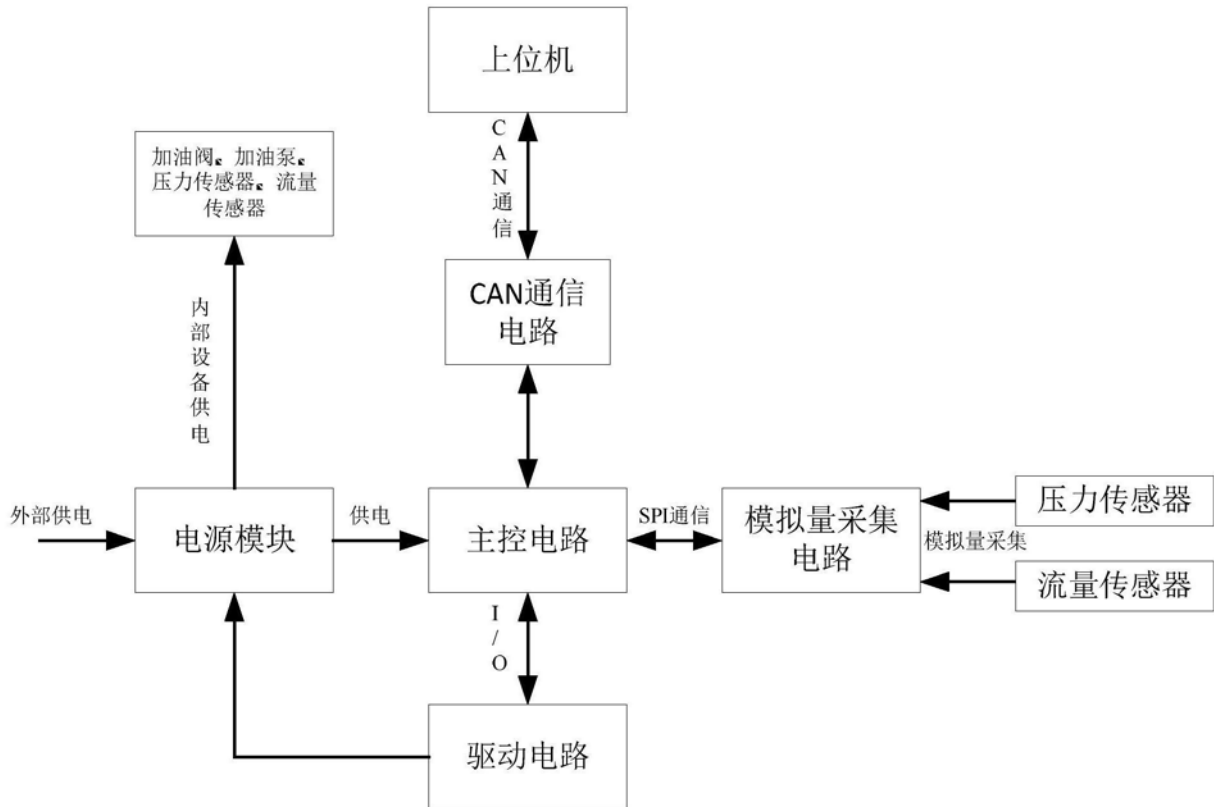 上位机
CAN通信
加油阀、加油泵、
压力传感器、流量
传感器
CAN通信
电路
内部设备供电
外部供电
电源模块
供电
主控电路
SPI通信
模拟量采集
电路
压力传感器
模拟量采集
流量传感器
I/O
驱动电路